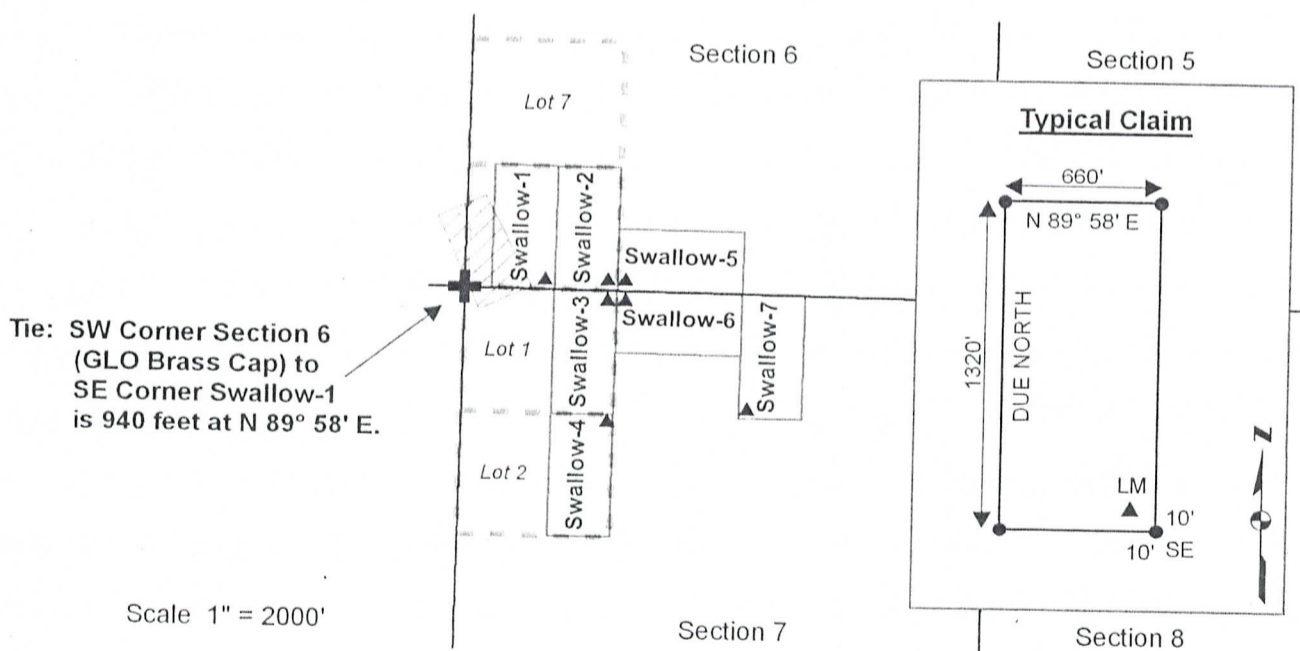 Section 6
Section 5
Lot 7
Typical Claim
660'
N 89° 58' E
Swallow-1
Swallow-2
Swallow-5
Swallow-3
Swallow-6
Swallow-7
Tie: SW Corner Section 6
(GLO Brass Cap) to
SE Corner Swallow-1
is 940 feet at N 89° 58' E.
Lot 1
1320'
DUE NORTH
Swallow-4
Lot 2
LM
10'
10' SE
N
Scale 1" = 2000'
Section 7
Section 8